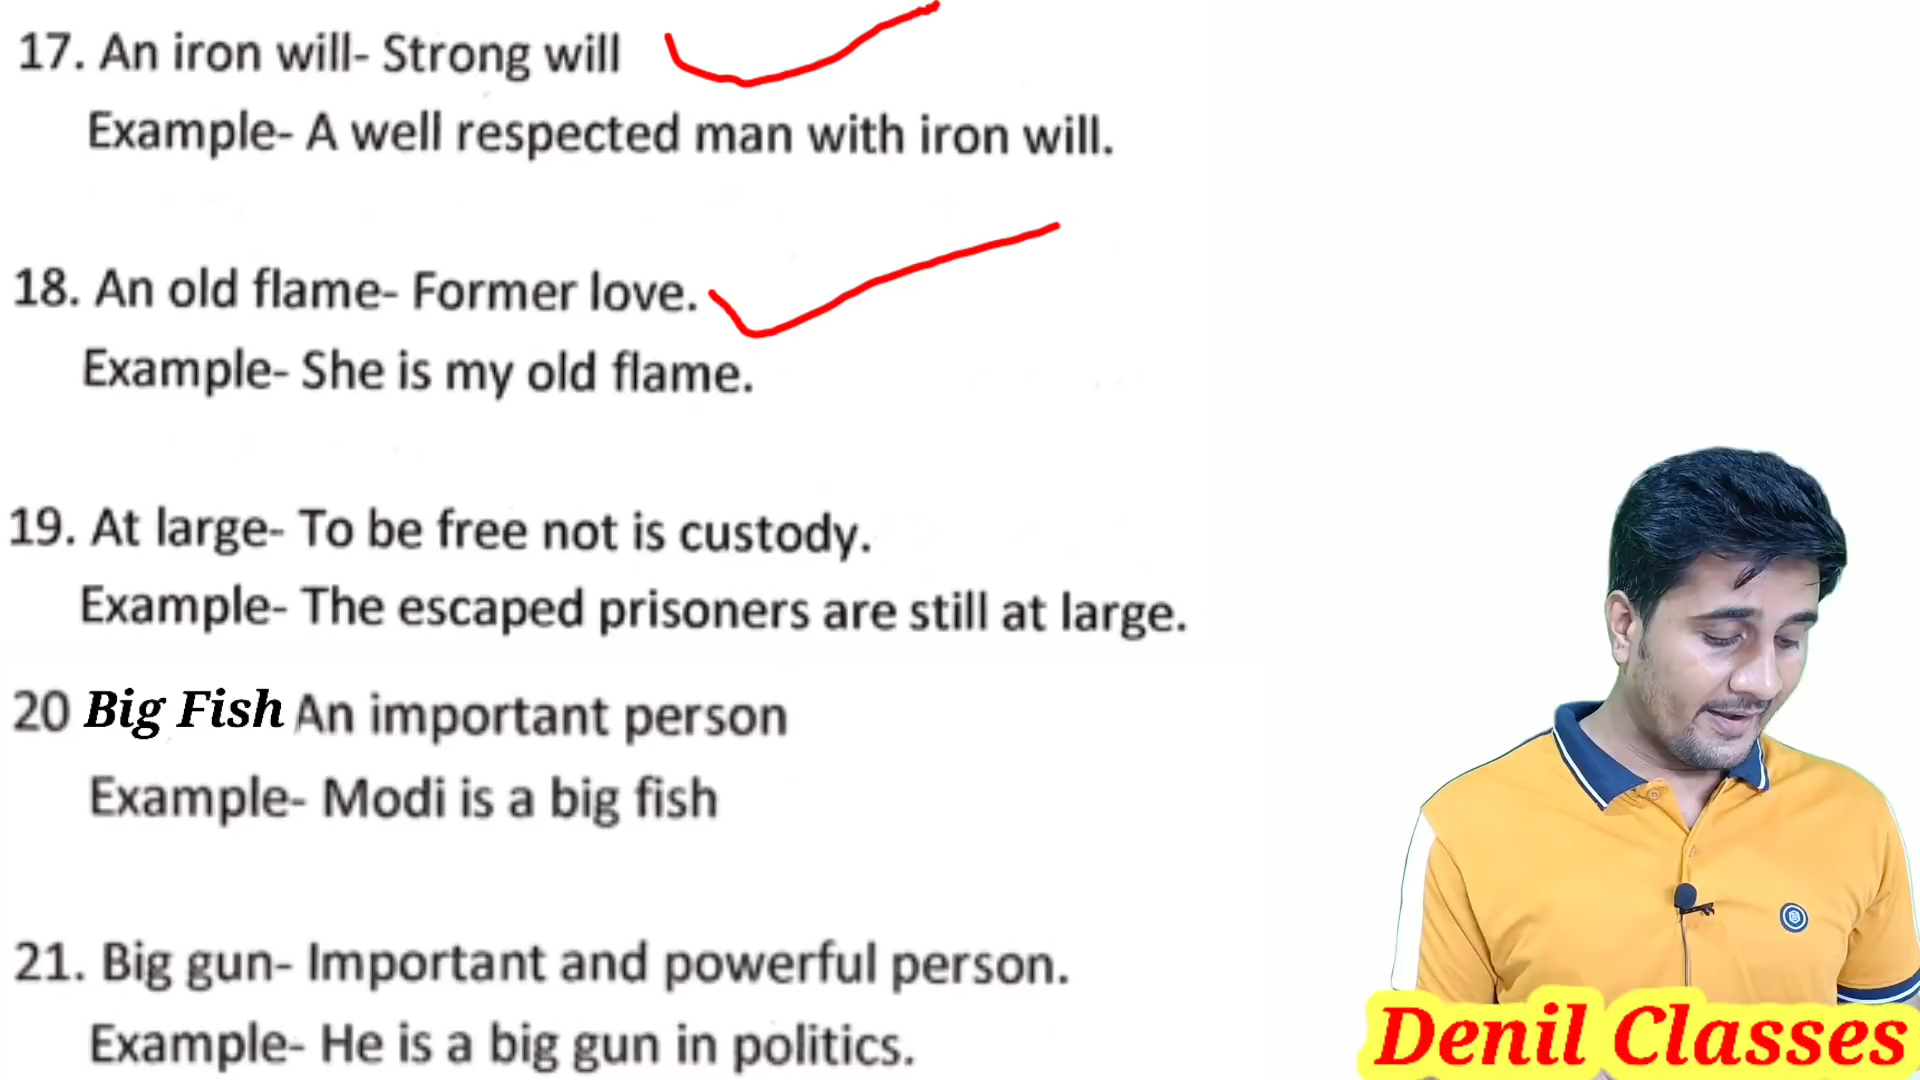 17. An iron will- Strong will
Example- A well respected man with iron will.
18. An old flame- Former love.
Example- She is my old flame.
19. At large- To be free not is custody.
Example- The escaped prisoners are still at large.
20 Big Fish An important person
Example- Modi is a big fish
21. Big gun- Important and powerful person.
Example- He is a big gun in politics.
Denil Classes